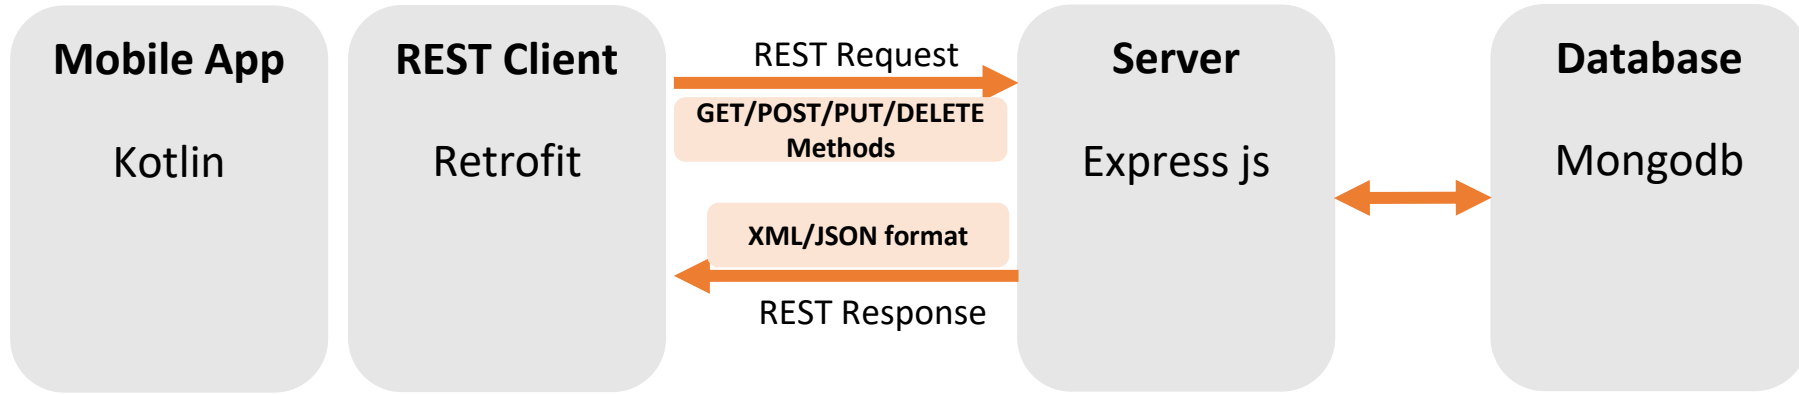 Mobile App
Kotlin
REST Client
Retrofit
REST Request
GET/POST/PUT/DELETE
Methods
XML/JSON format
REST Response
Server
Express js
Database
Mongodb